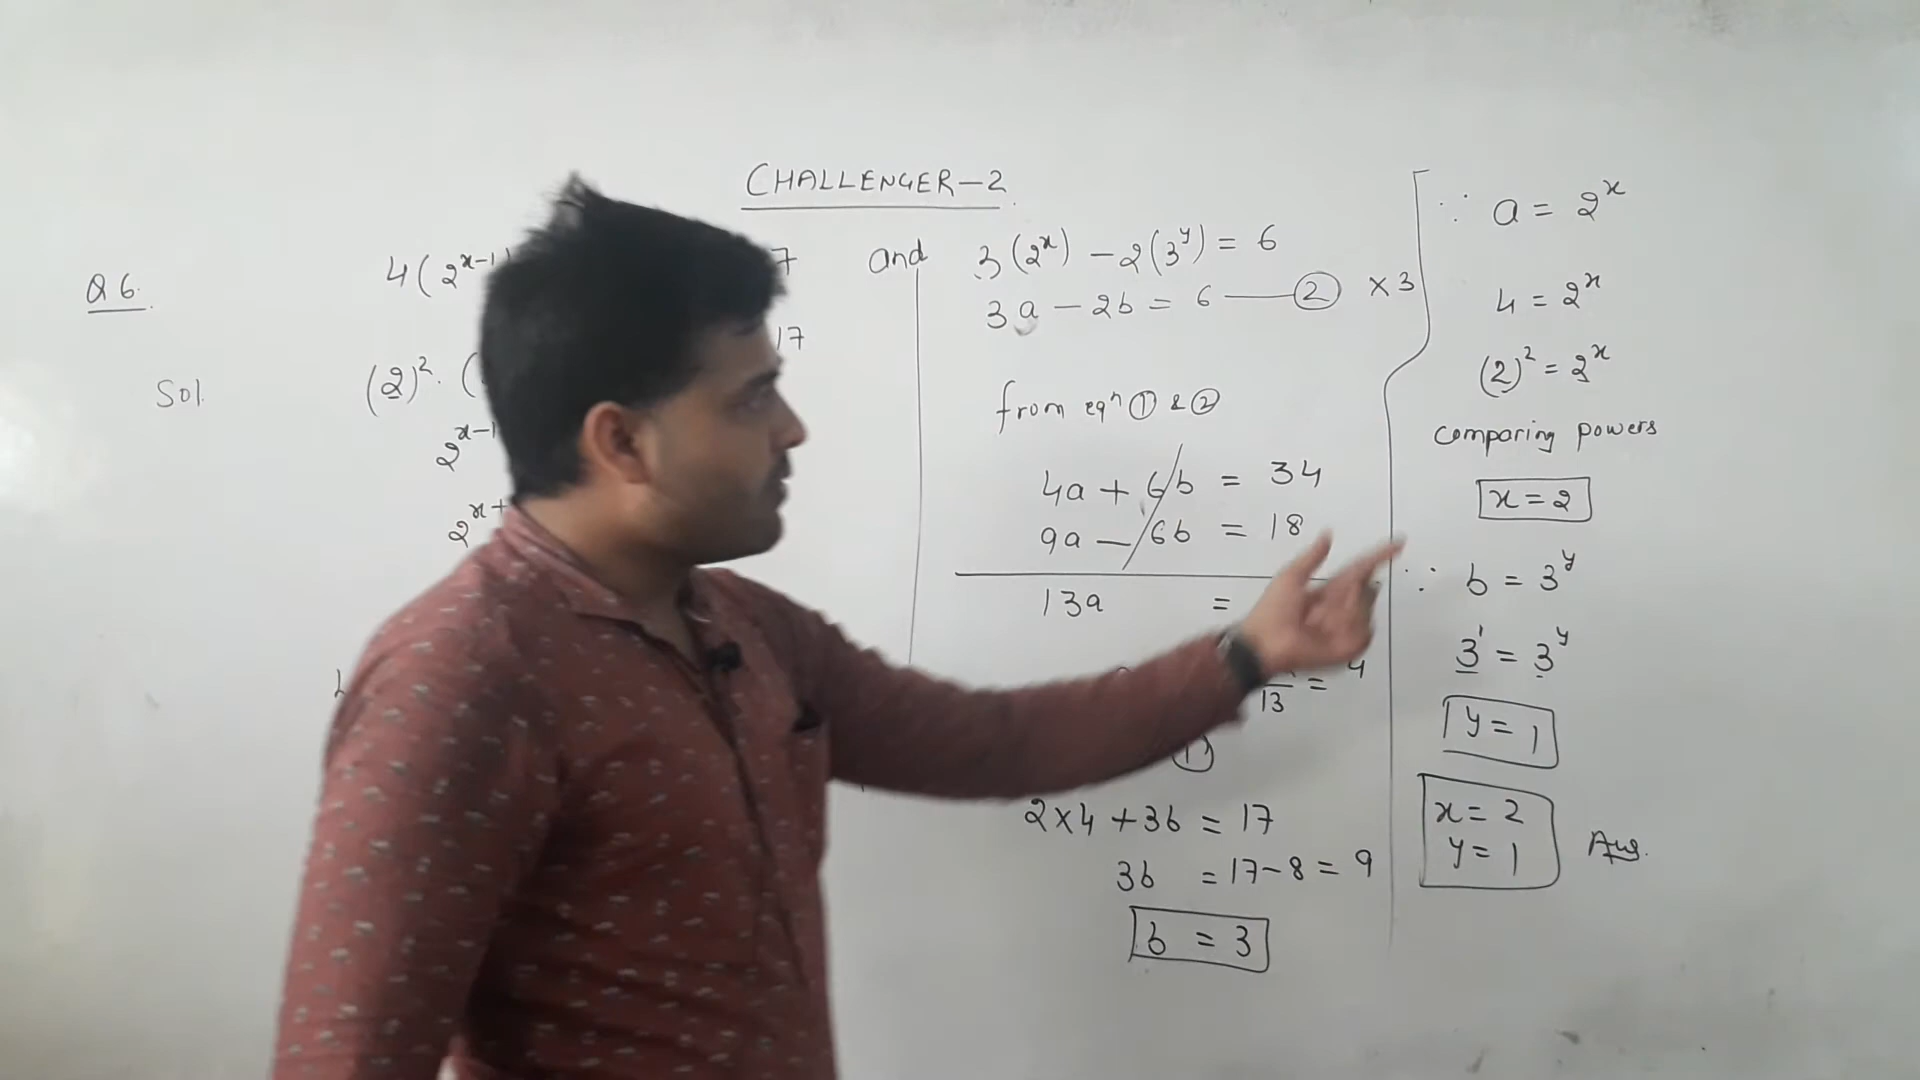 CHALLENGER-2
Q 6.
4(2^(x-1)
7
and
3(2^x) - 2(3^y) = 6
3a - 2b = 6 —— ② × 3
17
Sol.
(2)^2 . (
2^(x-1
2^(x+
from eqⁿ ① & ②
4a + 6b = 34
9a - 6b = 18
13a =
13 = 4
2×4 + 3b = 17
3b = 17-8 = 9
b = 3
∵ a = 2^x
4 = 2^x
(2)^2 = 2^x
comparing powers
x = 2
∵ b = 3^y
3^1 = 3^y
y = 1
x = 2
y = 1
Ans.